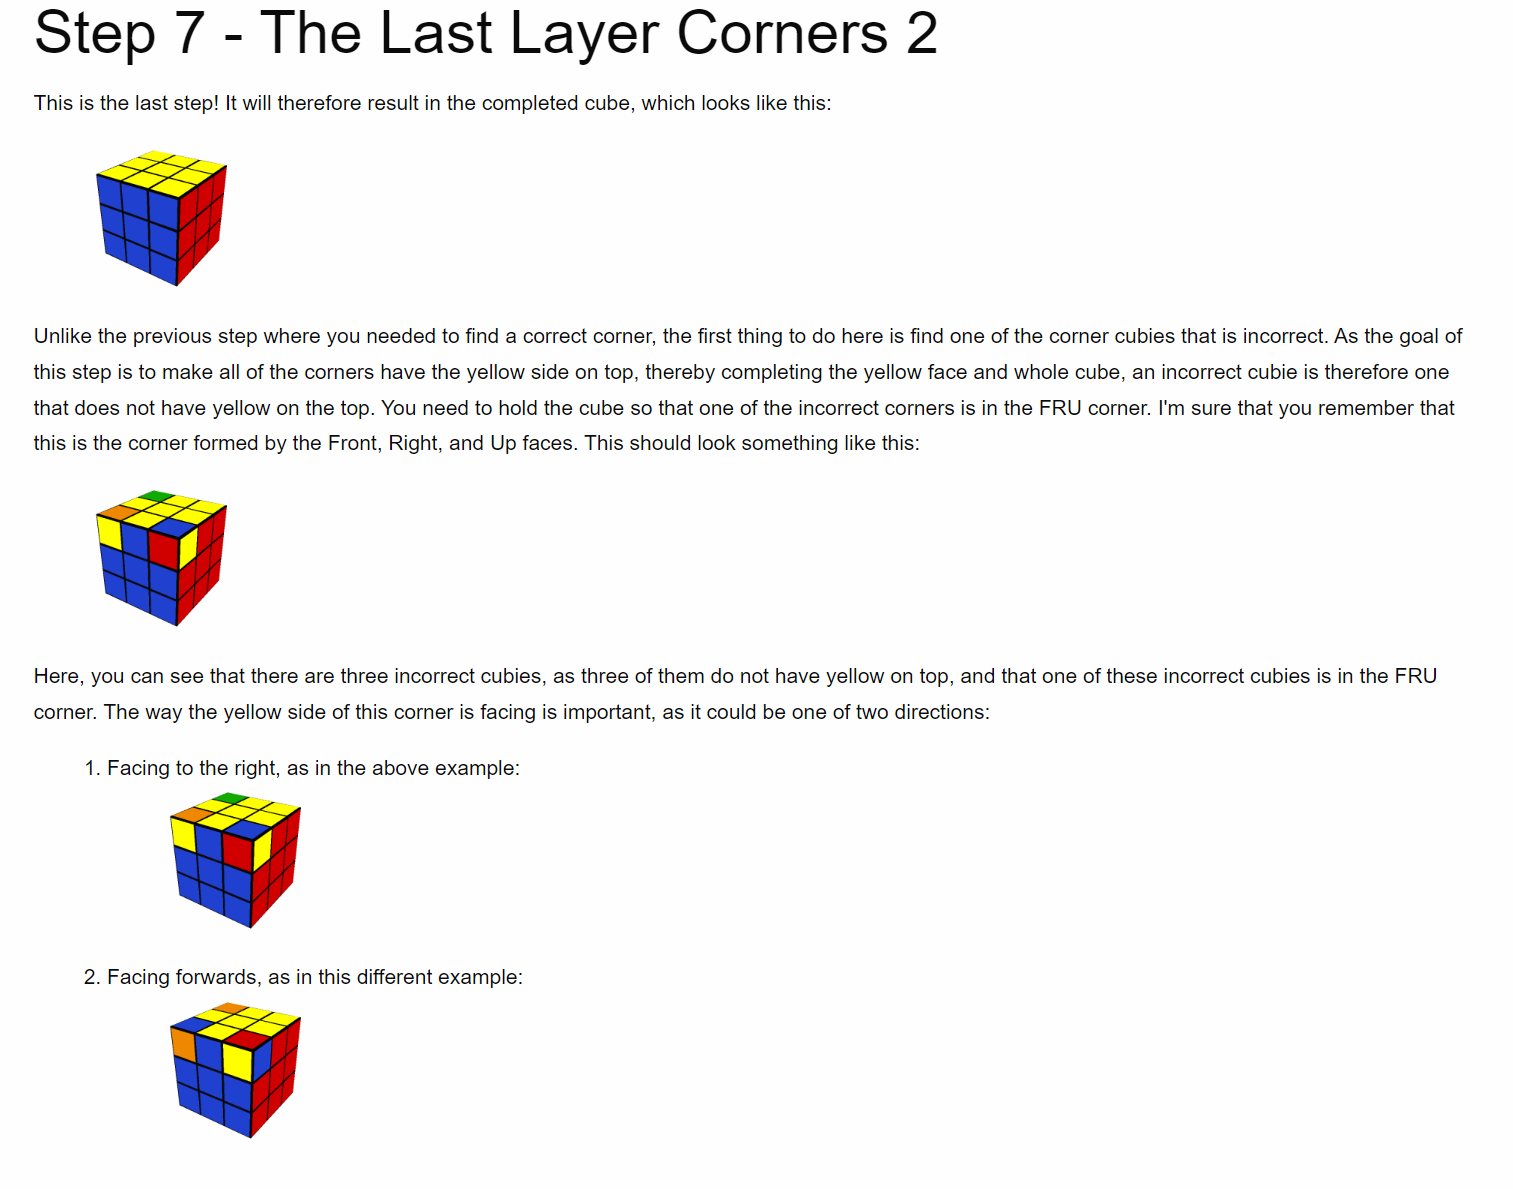 Step 7 - The Last Layer Corners 2
This is the last step! It will therefore result in the completed cube, which looks like this:
Unlike the previous step where you needed to find a correct corner, the first thing to do here is find one of the corner cubies that is incorrect. As the goal of
this step is to make all of the corners have the yellow side on top, thereby completing the yellow face and whole cube, an incorrect cubie is therefore one
that does not have yellow on the top. You need to hold the cube so that one of the incorrect corners is in the FRU corner. I'm sure that you remember that
this is the corner formed by the Front, Right, and Up faces. This should look something like this:
Here, you can see that there are three incorrect cubies, as three of them do not have yellow on top, and that one of these incorrect cubies is in the FRU
corner. The way the yellow side of this corner is facing is important, as it could be one of two directions:
1. Facing to the right, as in the above example:
2. Facing forwards, as in this different example: